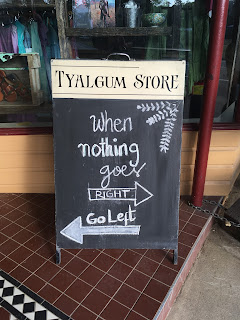 TYALGUM STORE
When
nothing
goes
RIGHT
Go Left